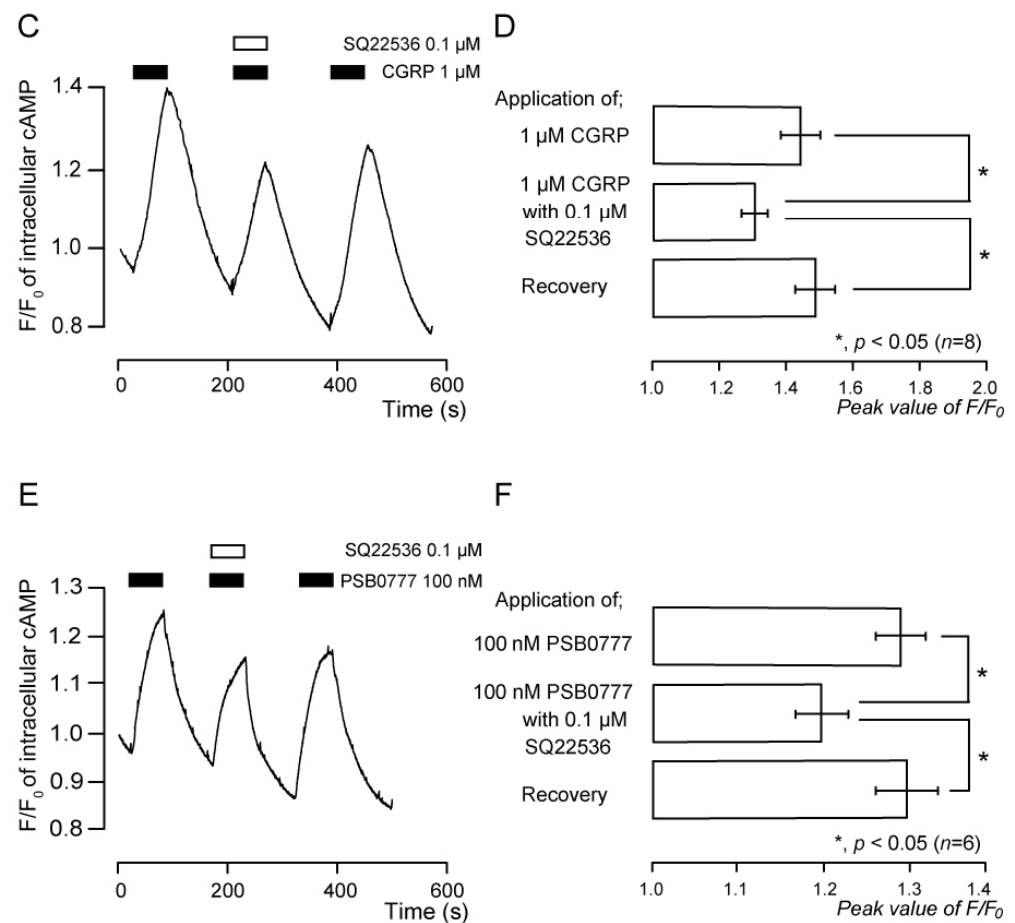 C
SQ22536 0.1 µM
CGRP 1 µM
F/F0 of intracellular cAMP
1.4
1.2
1.0
0.8
0
200
400
600
Time (s)
D
Application of;
1 µM CGRP
1 µM CGRP
with 0.1 µM
SQ22536
Recovery
*
*
*, p < 0.05 (n=8)
1.0
1.2
1.4
1.6
1.8
2.0
Peak value of F/F0
E
SQ22536 0.1 µM
PSB0777 100 nM
F/F0 of intracellular cAMP
1.3
1.2
1.1
1.0
0.9
0.8
0
200
400
600
Time (s)
F
Application of;
100 nM PSB0777
100 nM PSB0777
with 0.1 µM
SQ22536
Recovery
*
*
*, p < 0.05 (n=6)
1.0
1.1
1.2
1.3
1.4
Peak value of F/F0